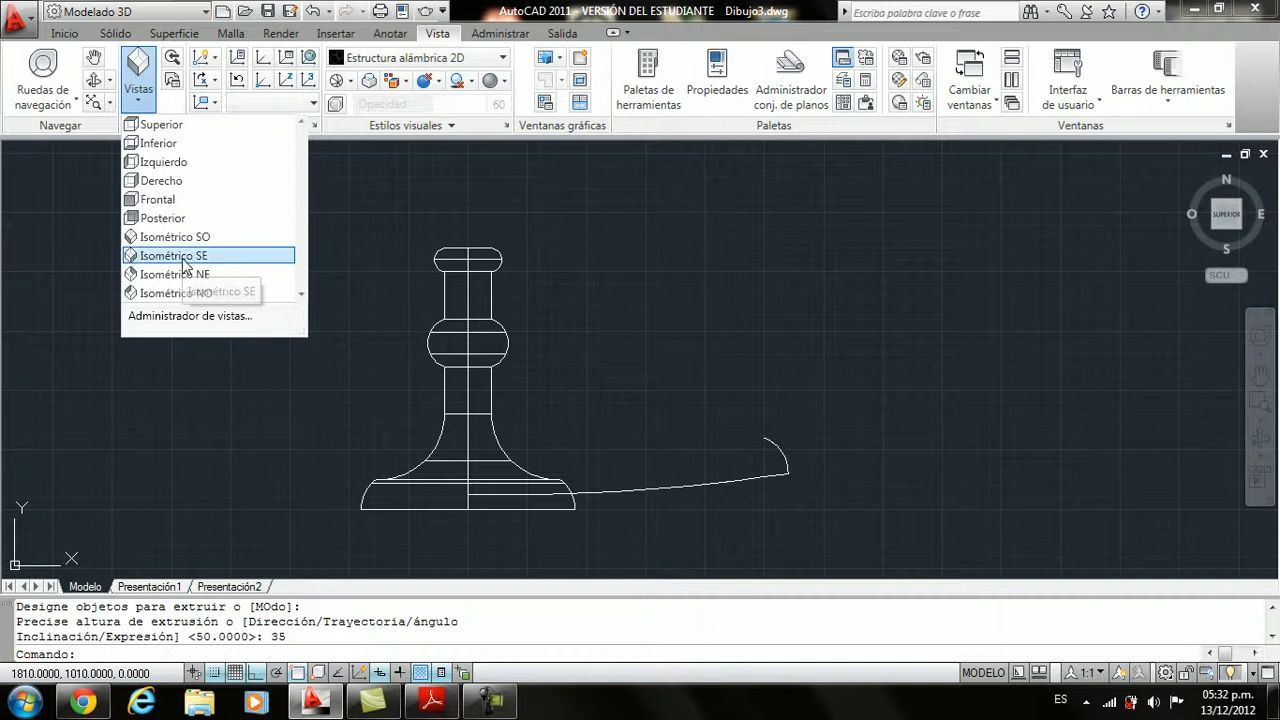 Modelado 3D
AutoCAD 2011 – VERSIÓN DEL ESTUDIANTE Dibujo3.dwg
Escriba palabra clave o frase
Inicio Sólido Superficie Malla Render Insertar Anotar Vista Administrar Salida
Ruedas de navegación
Vistas
Estructura alámbrica 2D
Opacidad 60
Paletas de herramientas
Propiedades
Administrador conj. de planos
Cambiar ventanas
Interfaz de usuario
Barras de herramientas
Navegar
Estilos visuales
Ventanas gráficas
Paletas
Ventanas
Superior
Inferior
Izquierdo
Derecho
Frontal
Posterior
Isométrico SO
Isométrico SE
Isométrico NE
Isométrico NO
Isométrico SE
Administrador de vistas...
N
O SUPERIOR E
S
SCU
Y
X
Modelo Presentación1 Presentación2
Designe objetos para extruir o [MOdo]:
Precise altura de extrusión o [Dirección/Trayectoria/ángulo
Inclinación/Expresión] <50.0000>: 35
Comando:
1810.0000, 1010.0000, 0.0000
MODELO
1:1
ES
05:32 p.m.
13/12/2012